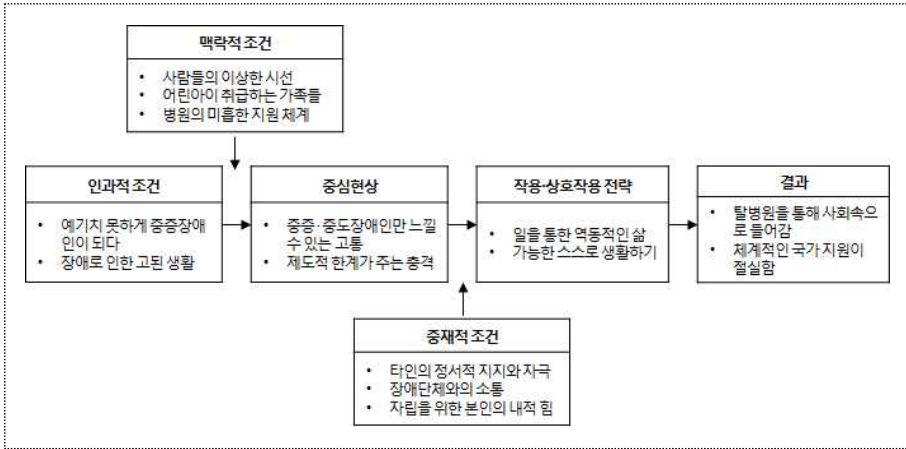 맥락적 조건
• 사람들의 이상한 시선
• 어린아이 취급하는 가족들
• 병원의 미흡한 지원 체계
인과적 조건
• 예기치 못하게 중증장애
인이 되다
• 장애로 인한 고된 생활
중심현상
• 중증·중도장애인만 느낄
수 있는 고통
• 제도적 한계가 주는 충격
작용·상호작용 전략
• 일을 통한 역동적인 삶
• 가능한 스스로 생활하기
결과
• 탈병원을 통해 사회속으
로 들어감
• 체계적인 국가 지원이
절실함
중재적 조건
• 타인의 정서적 지지와 자극
• 장애단체와의 소통
• 자립을 위한 본인의 내적 힘